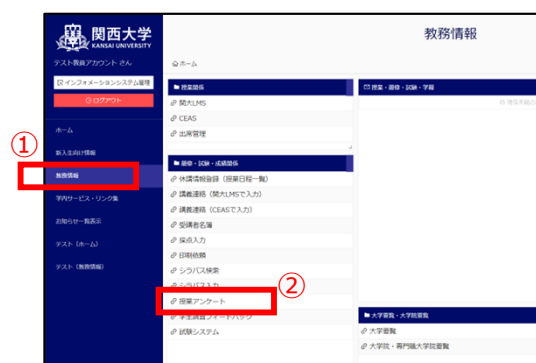 関西大学
KANSAI UNIVERSITY
教務情報
テスト教員アカウント さん
インフォメーションシステム管理
ログアウト
ホーム
新入生向け情報
①
教務情報
学内サービス・リンク集
お知らせ一覧表示
テスト（ホーム）
テスト（教務情報）
ホーム
授業関係
関大LMS
CEAS
出席管理
履修・試験・成績関係
休講情報登録（授業日程一覧）
講義連絡（関大LMSで入力）
講義連絡（CEASで入力）
受講者名簿
採点入力
印刷依頼
シラバス検索
シラバス入力
②
授業アンケート
学生調査フィードバック
試験システム
授業・履修・試験・学籍
大学要覧・大学院要覧
大学要覧
大学院・専門職大学院要覧